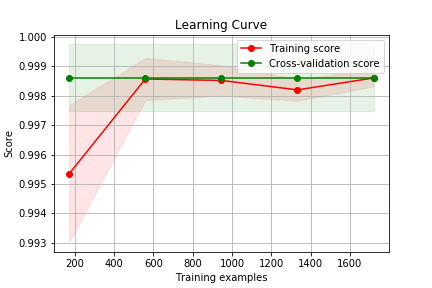 Learning Curve
1.000
0.999
0.998
0.997
0.996
0.995
0.994
0.993
Score
Training score
Cross-validation score
200 400 600 800 1000 1200 1400 1600
Training examples